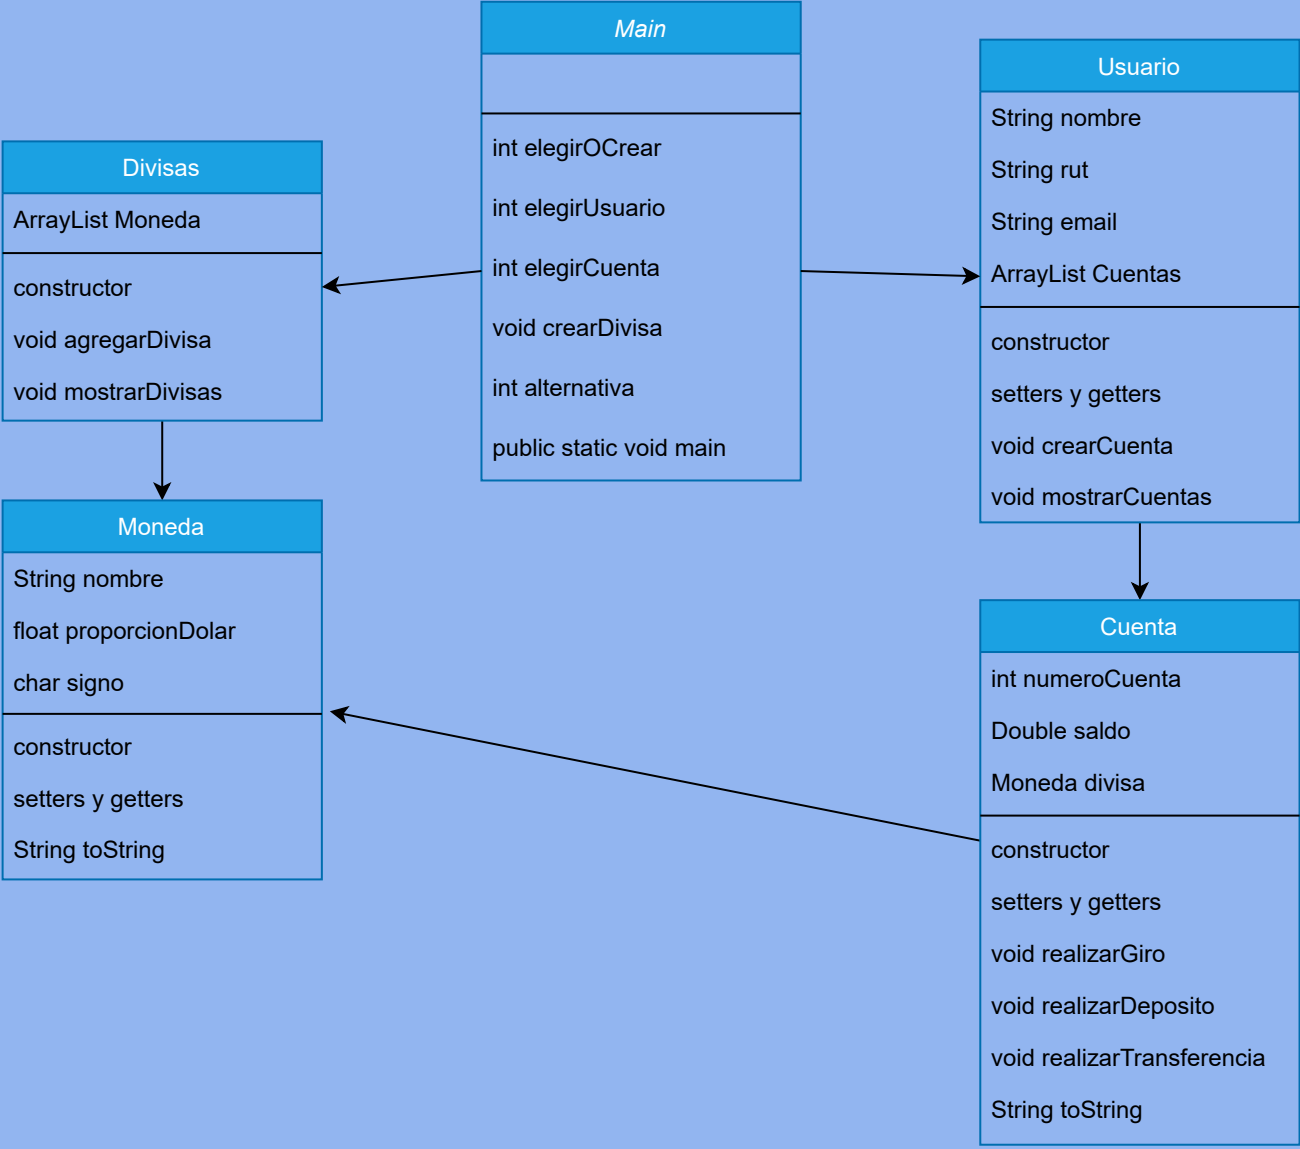 Main
int elegirOCrear
int elegirUsuario
int elegirCuenta
void crearDivisa
int alternativa
public static void main
Divisas
ArrayList Moneda
constructor
void agregarDivisa
void mostrarDivisas
Moneda
String nombre
float proporcionDolar
char signo
constructor
setters y getters
String toString
Usuario
String nombre
String rut
String email
ArrayList Cuentas
constructor
setters y getters
void crearCuenta
void mostrarCuentas
Cuenta
int numeroCuenta
Double saldo
Moneda divisa
constructor
setters y getters
void realizarGiro
void realizarDeposito
void realizarTransferencia
String toString